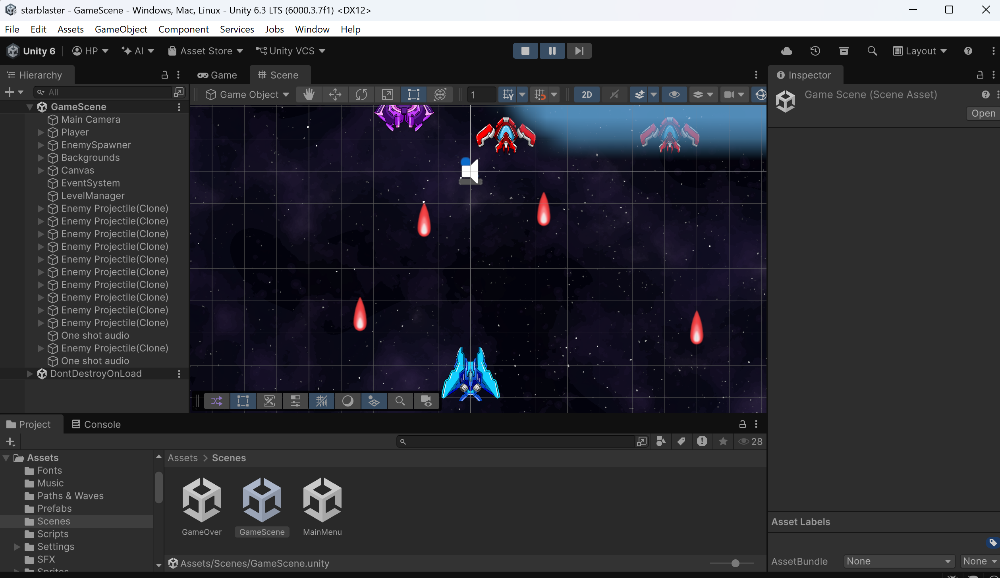 starblaster - GameScene - Windows, Mac, Linux - Unity 6.3 LTS (6000.3.7f1) <DX12>
File Edit Assets GameObject Component Services Jobs Window Help
Unity 6 HP AI Asset Store Unity VCS Layout
Hierarchy
All
GameScene
Main Camera
Player
EnemySpawner
Backgrounds
Canvas
EventSystem
LevelManager
Enemy Projectile(Clone)
Enemy Projectile(Clone)
Enemy Projectile(Clone)
Enemy Projectile(Clone)
Enemy Projectile(Clone)
Enemy Projectile(Clone)
Enemy Projectile(Clone)
Enemy Projectile(Clone)
Enemy Projectile(Clone)
Enemy Projectile(Clone)
One shot audio
Enemy Projectile(Clone)
One shot audio
DontDestroyOnLoad
Game Scene
Game Object 1 2D
Inspector
Game Scene (Scene Asset)
Open
Project Console
28
Assets
Fonts
Music
Paths & Waves
Prefabs
Scenes
Scripts
Settings
SFX
Sprites
Assets > Scenes
GameOver GameScene MainMenu
Assets/Scenes/GameScene.unity
Asset Labels
AssetBundle None None